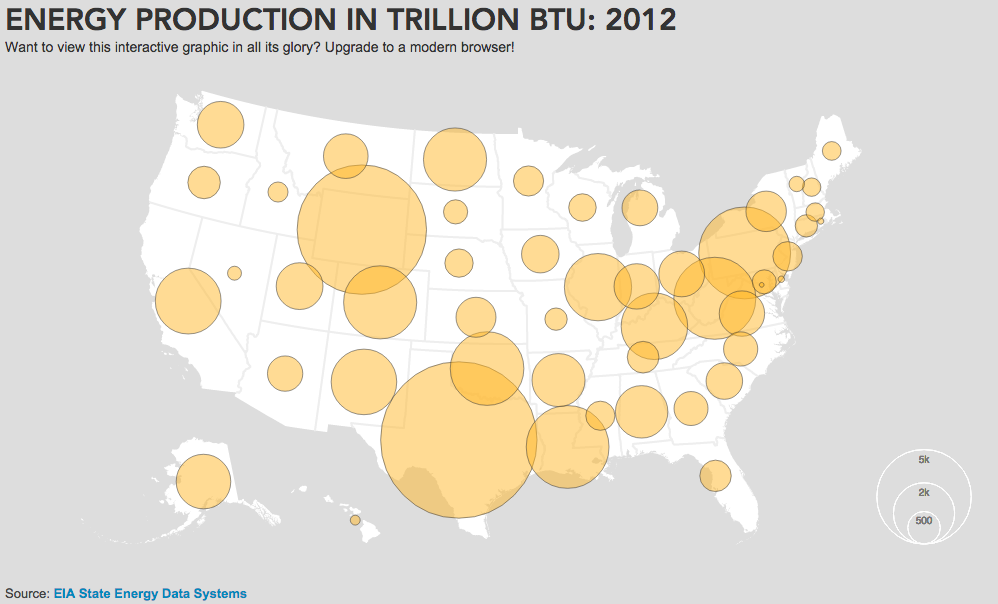 ENERGY PRODUCTION IN TRILLION BTU: 2012
Want to view this interactive graphic in all its glory? Upgrade to a modern browser!
5k
2k
500
Source: EIA State Energy Data Systems